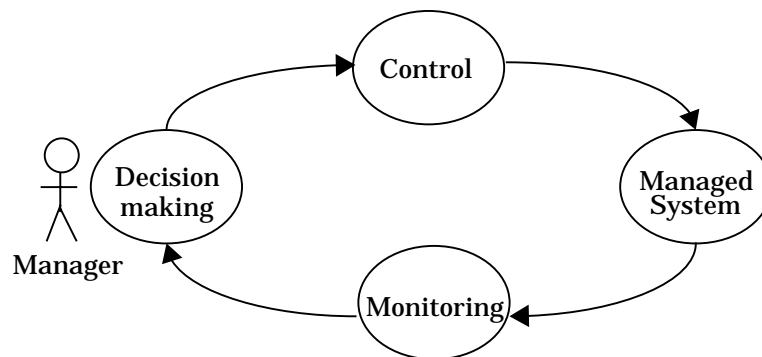 Control
Decision
making
Managed
System
Manager
Monitoring